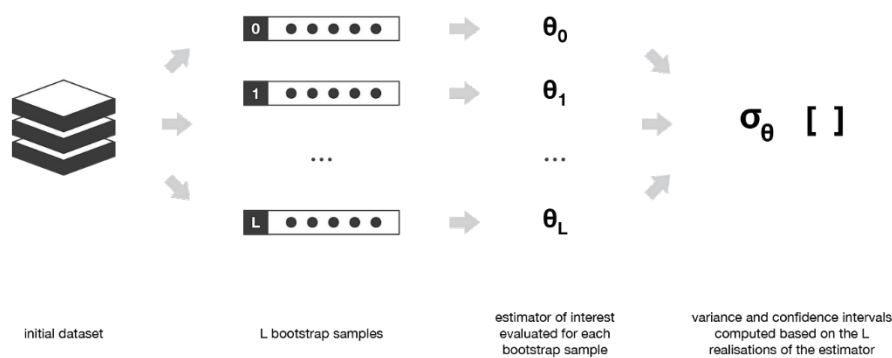 0
θ0
1
θ1
σθ [ ]
...
...
L
θL
initial dataset
L bootstrap samples
estimator of interest
evaluated for each
bootstrap sample
variance and confidence intervals
computed based on the L
realisations of the estimator